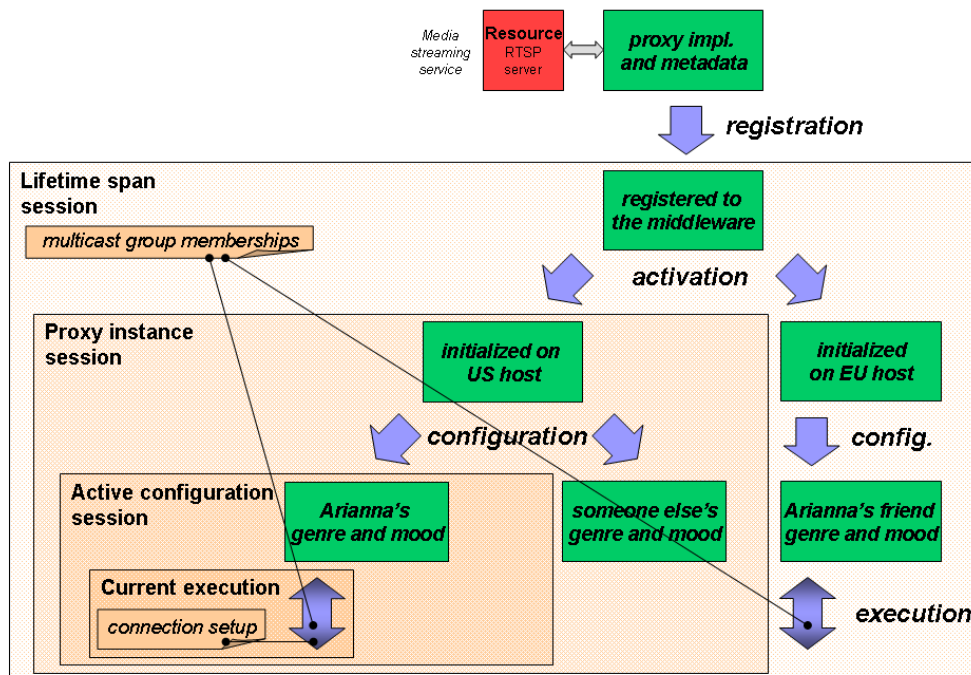 Media
streaming
service
Resource
RTSP
server
proxy impl.
and metadata
registration
Lifetime span
session
multicast group memberships
registered to
the middleware
activation
Proxy instance
session
initialized on
US host
initialized
on EU host
configuration
config.
Active configuration
session
Arianna's
genre and mood
someone else's
genre and mood
Arianna's friend
genre and mood
Current execution
connection setup
execution